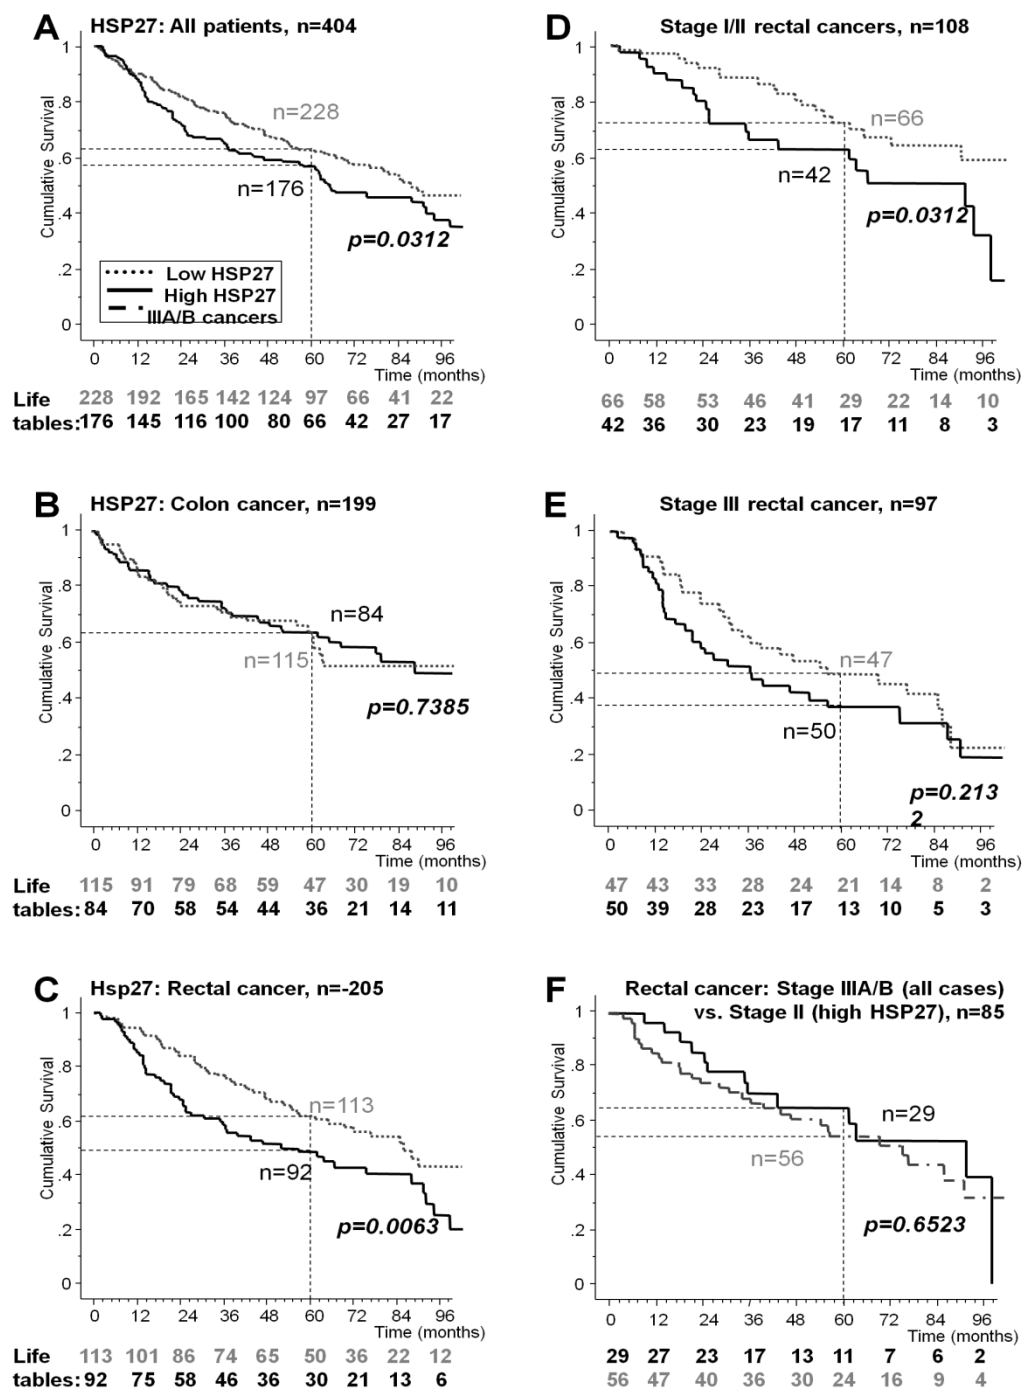 A
HSP27: All patients, n=404
Cumulative Survival
1
.8
.6
.4
.2
0
n=228
n=176
p=0.0312
Low HSP27
High HSP27
IIIA/B cancers
0 12 24 36 48 60 72 84 96
Time (months)
Life 228 192 165 142 124 97 66 41 22
tables: 176 145 116 100 80 66 42 27 17
D
Stage I/II rectal cancers, n=108
Cumulative Survival
1
.8
.6
.4
.2
0
n=66
n=42
p=0.0312
0 12 24 36 48 60 72 84 96
Time (months)
66 58 53 46 41 29 22 14 10
42 36 30 23 19 17 11 8 3
B
HSP27: Colon cancer, n=199
Cumulative Survival
1
.8
.6
.4
.2
0
n=84
n=115
p=0.7385
0 12 24 36 48 60 72 84 96
Time (months)
Life 115 91 79 68 59 47 30 19 10
tables: 84 70 58 54 44 36 21 14 11
E
Stage III rectal cancer, n=97
Cumulative Survival
1
.8
.6
.4
.2
0
n=47
n=50
p=0.213
2
0 12 24 36 48 60 72 84 96
Time (months)
47 43 33 28 24 21 14 8 2
50 39 28 23 17 13 10 5 3
C
Hsp27: Rectal cancer, n=-205
Cumulative Survival
1
.8
.6
.4
.2
0
n=113
n=92
p=0.0063
0 12 24 36 48 60 72 84 96
Time (months)
Life 113 101 86 74 65 50 36 22 12
tables: 92 75 58 46 36 30 21 13 6
F
Rectal cancer: Stage IIIA/B (all cases)
vs. Stage II (high HSP27), n=85
Cumulative Survival
1
.8
.6
.4
.2
0
n=29
n=56
p=0.6523
0 12 24 36 48 60 72 84 96
Time (months)
29 27 23 17 13 11 7 6 2
56 47 40 36 30 24 16 9 4